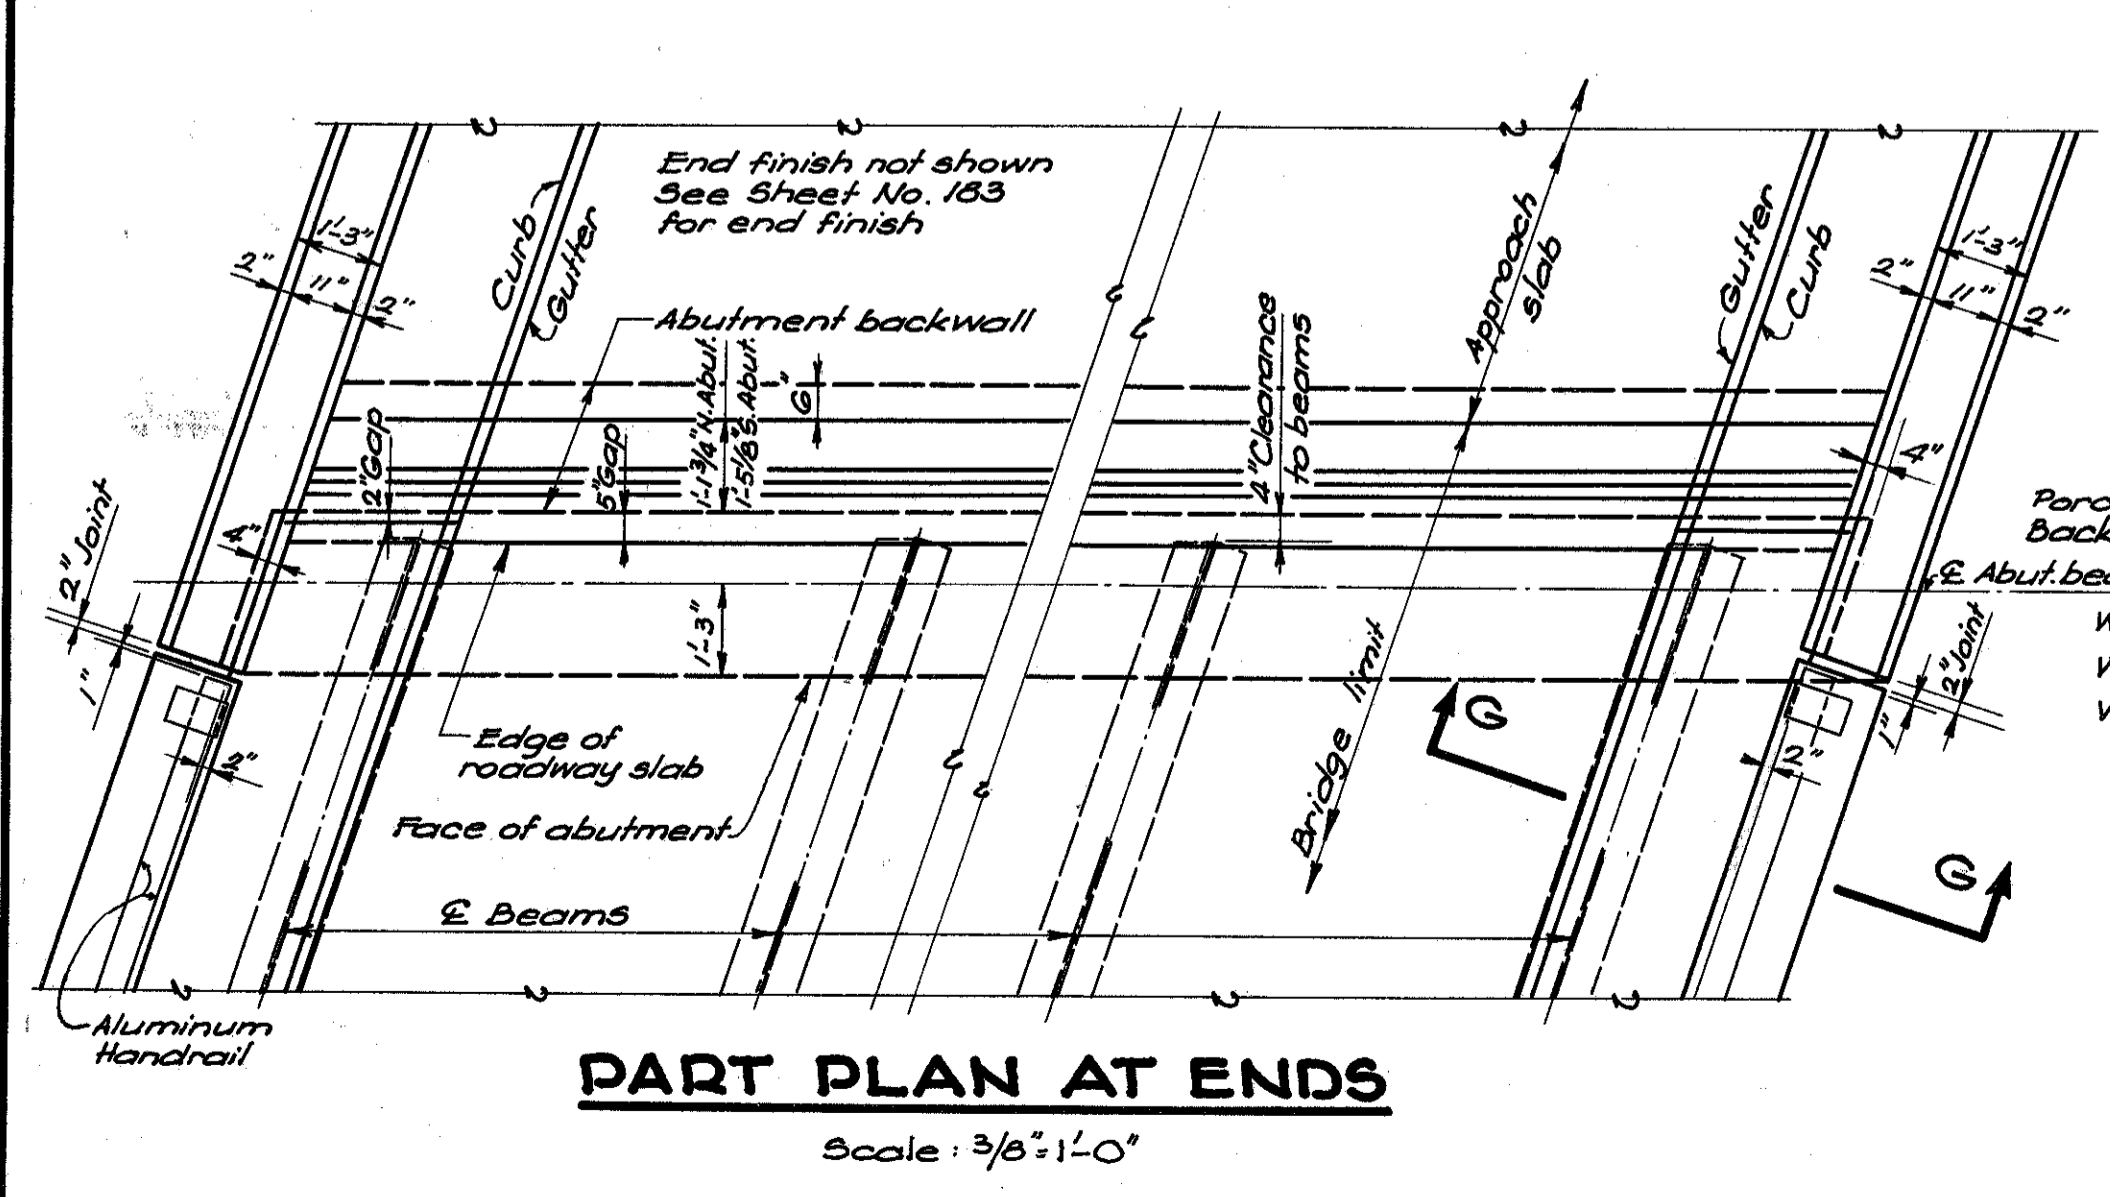 End finish not shown
See Sheet No. 183
for end finish
Curb
Gutter
1'-3"
2"
11"
2"
Abutment backwall
Approach
slab
Gutter
Curb
1'-3"
2"
11"
2"
2" Gap
5" Gap
1'-1 3/4" N. Abut.
1'-5 1/8" S. Abut.
6"
4" Clearance
to beams
4"
2" Joint
4"
1"
1'-3"
Back
℄ Abut. bea
2" Joint
1"
2"
Edge of
roadway slab
Face of abutment
Bridge limit
G
2"
G
℄ Beams
Aluminum
Handrail
PART PLAN AT ENDS
Scale : 3/8" = 1'-0"